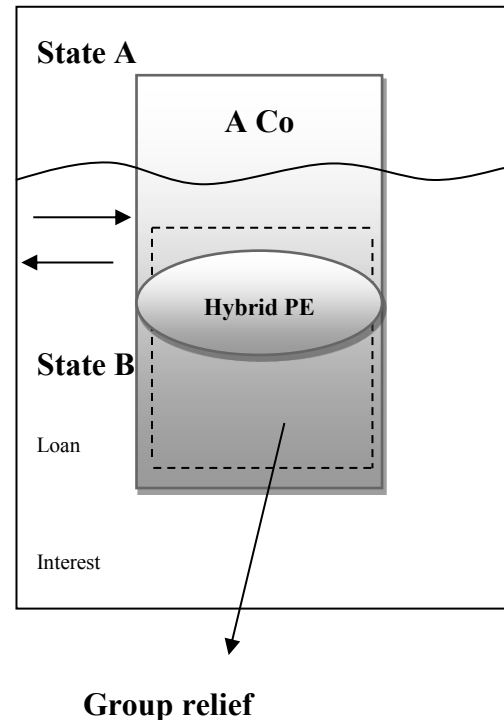 State A
A Co
Hybrid PE
State B
Loan
Interest
Group relief